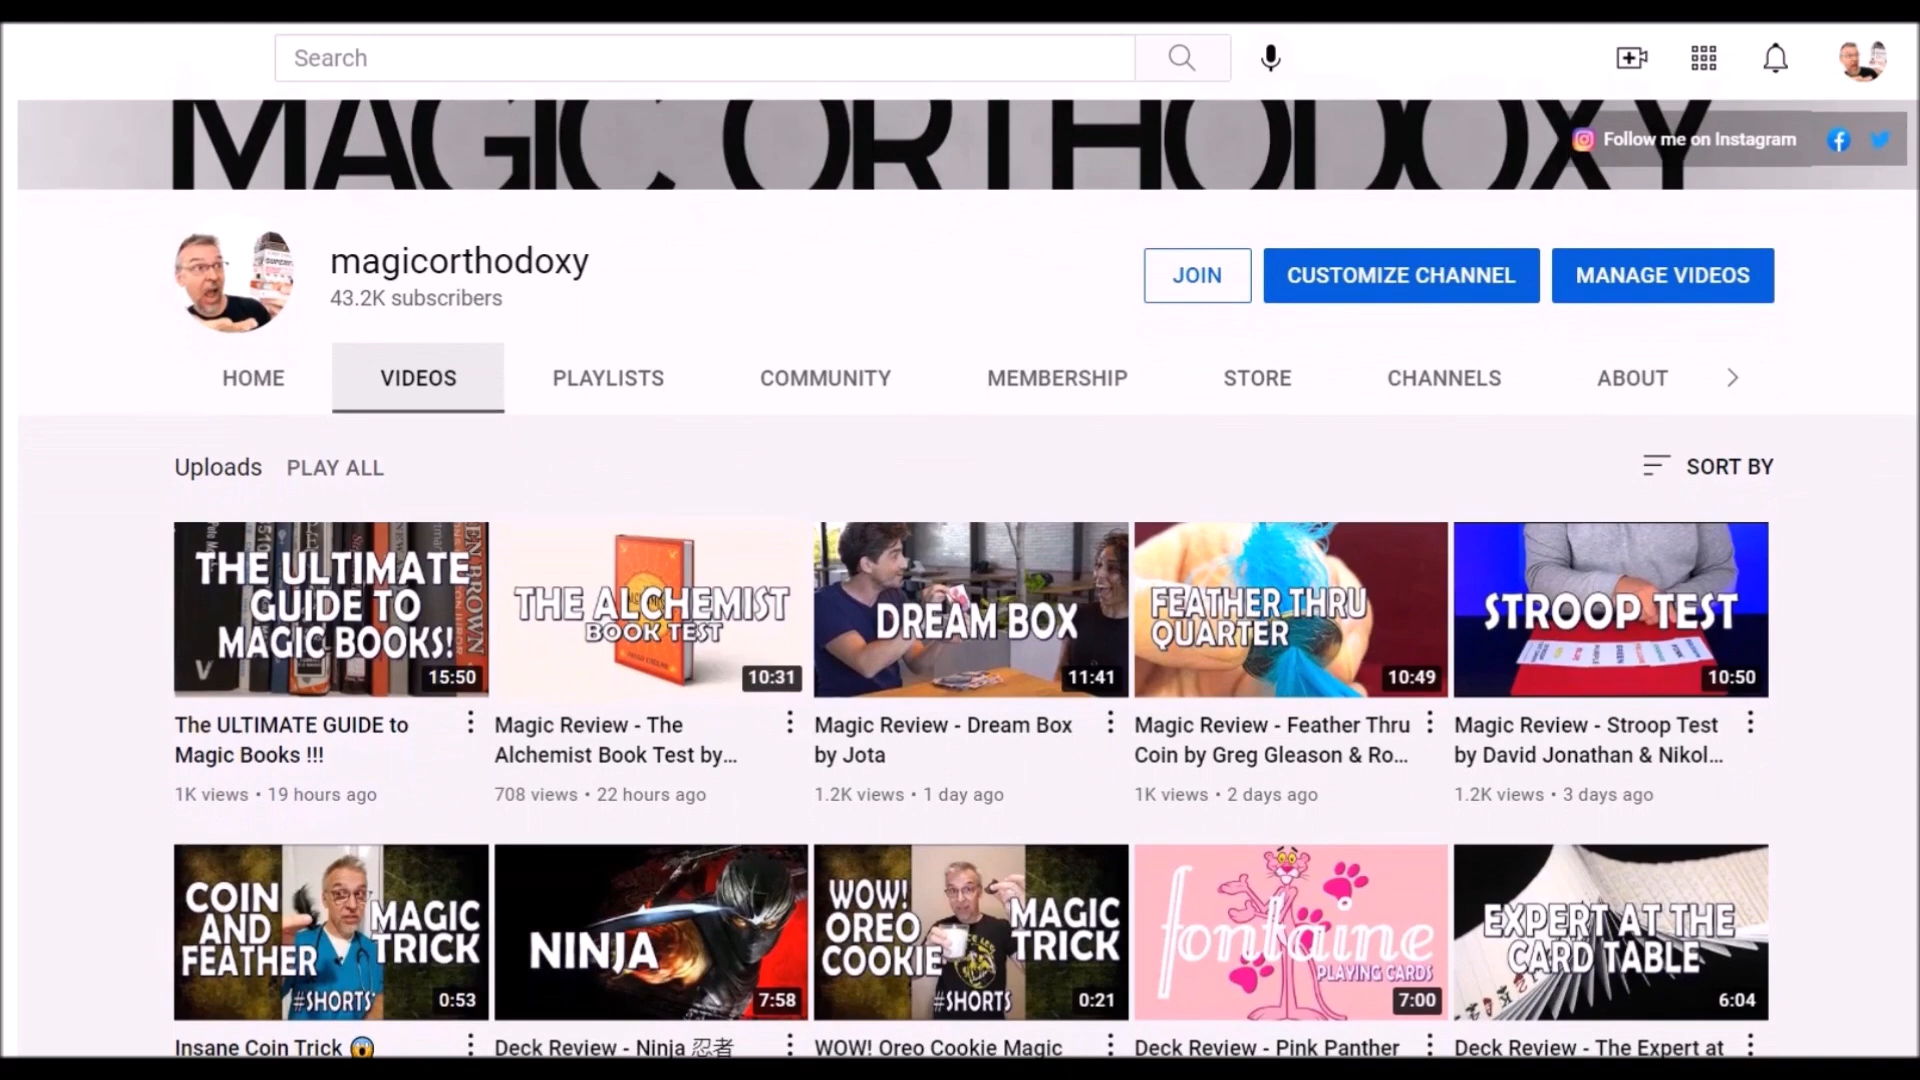 Search
MAGIC ORTHODOXY
Follow me on Instagram
magicorthodoxy
43.2K subscribers
JOIN
CUSTOMIZE CHANNEL
MANAGE VIDEOS
HOME
VIDEOS
PLAYLISTS
COMMUNITY
MEMBERSHIP
STORE
CHANNELS
ABOUT
Uploads
PLAY ALL
SORT BY
THE ULTIMATE
GUIDE TO
MAGIC BOOKS!
15:50
The ULTIMATE GUIDE to
Magic Books !!!
1K views • 19 hours ago
THE ALCHEMIST
BOOK TEST
10:31
Magic Review - The
Alchemist Book Test by...
708 views • 22 hours ago
DREAM BOX
11:41
Magic Review - Dream Box
by Jota
1.2K views • 1 day ago
FEATHER THRU
QUARTER
10:49
Magic Review - Feather Thru
Coin by Greg Gleason & Ro...
1K views • 2 days ago
STROOP TEST
10:50
Magic Review - Stroop Test
by David Jonathan & Nikol...
1.2K views • 3 days ago
COIN
AND
FEATHER
MAGIC
TRICK
#SHORTS
0:53
Insane Coin Trick 😱
NINJA
7:58
Deck Review - Ninja 忍者
WOW!
OREO
COOKIE
MAGIC
TRICK
#SHORTS
0:21
WOW! Oreo Cookie Magic
fontaine
PLAYING CARDS
7:00
Deck Review - Pink Panther
EXPERT AT THE
CARD TABLE
6:04
Deck Review - The Expert at